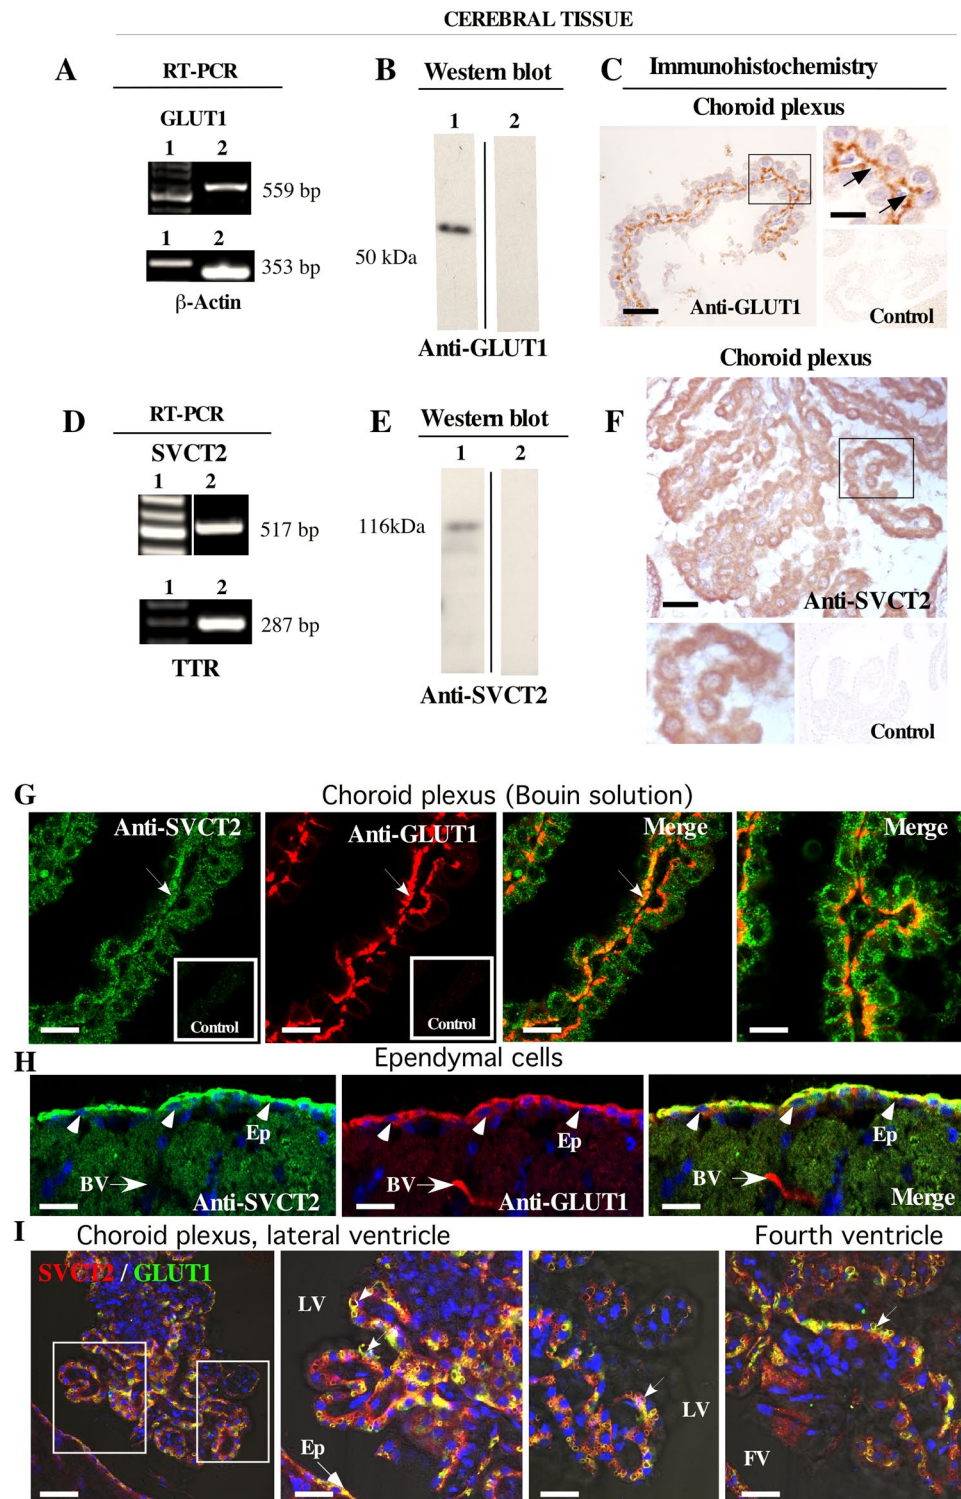 CEREBRAL TISSUE
A
RT-PCR
GLUT1
1 2
559 bp
1 2
353 bp
β-Actin
B
Western blot
1 2
50 kDa
Anti-GLUT1
C
Immunohistochemistry
Choroid plexus
Anti-GLUT1
Control
D
RT-PCR
SVCT2
1 2
517 bp
1 2
287 bp
TTR
E
Western blot
1 2
116kDa
Anti-SVCT2
Choroid plexus
F
Anti-SVCT2
Control
G
Choroid plexus (Bouin solution)
Anti-SVCT2
Control
Anti-GLUT1
Control
Merge
Merge
H
Ependymal cells
Ep
BV
Anti-SVCT2
Ep
BV
Anti-GLUT1
Ep
BV
Merge
I
Choroid plexus, lateral ventricle
Fourth ventricle
SVCT2 / GLUT1
LV
Ep
LV
FV